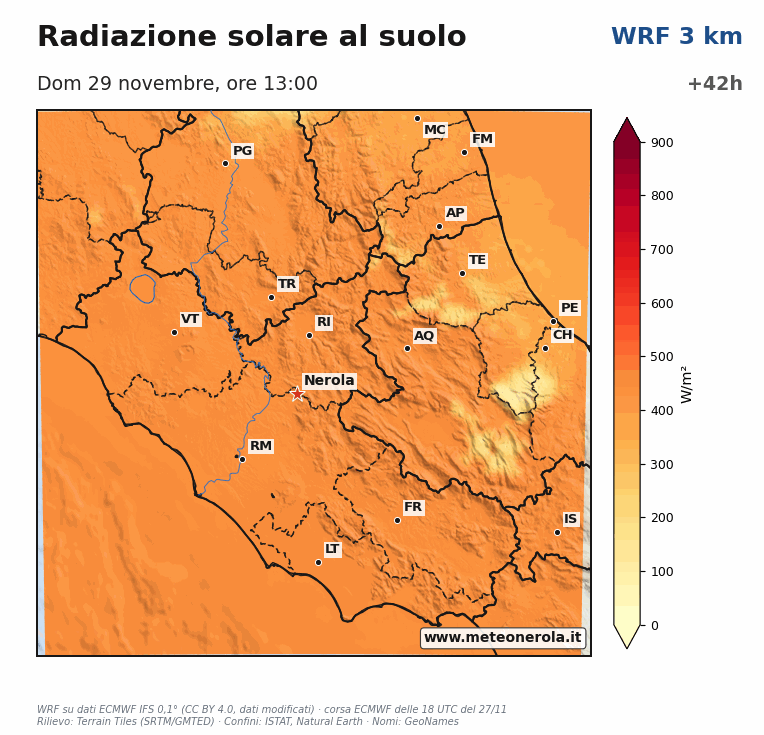 Radiazione solare al suolo
WRF 3 km
Dom 29 novembre, ore 13:00
+42h
MC
FM
PG
AP
TE
TR
PE
VT
RI
AQ
CH
Nerola
RM
FR
IS
LT
www.meteonerola.it
900
800
700
600
500
400
300
200
100
0
W/m²
WRF su dati ECMWF IFS 0,1° (CC BY 4.0, dati modificati) · corsa ECMWF delle 18 UTC del 27/11
Rilievo: Terrain Tiles (SRTM/GMTED) · Confini: ISTAT, Natural Earth · Nomi: GeoNames